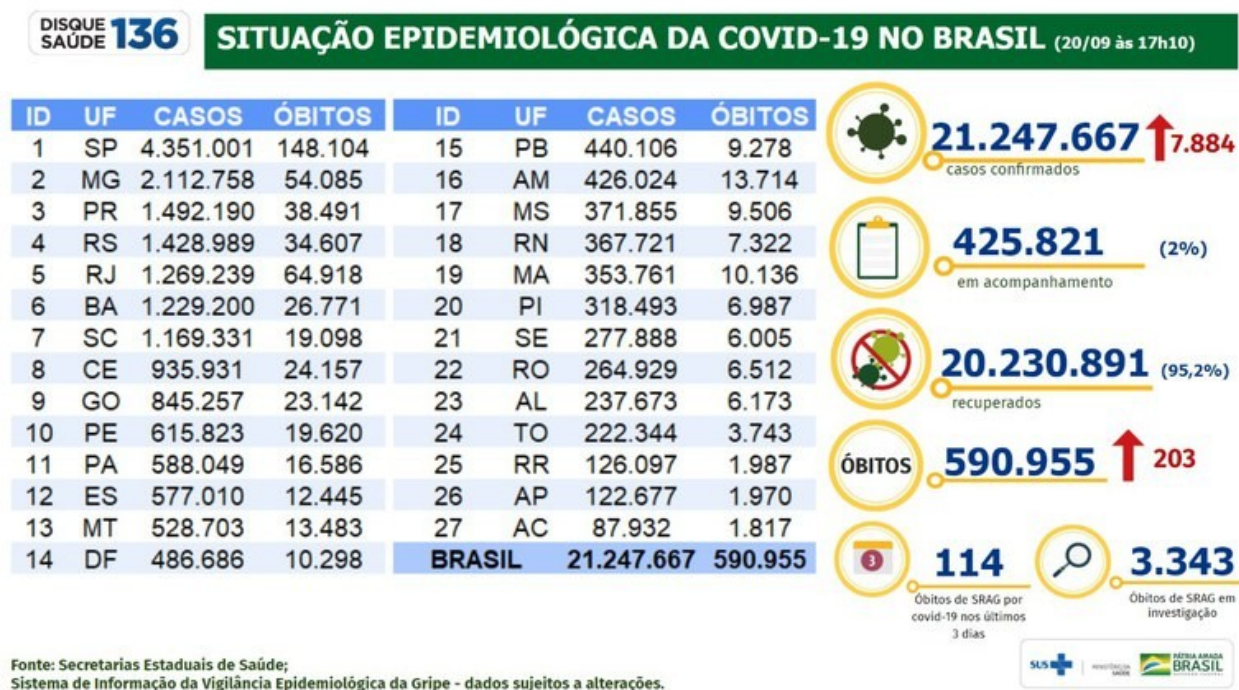 DISQUE
SAÚDE 136
SITUAÇÃO EPIDEMIOLÓGICA DA COVID-19 NO BRASIL (20/09 às 17h10)
ID UF CASOS ÓBITOS ID UF CASOS ÓBITOS
1 SP 4.351.001 148.104 15 PB 440.106 9.278
2 MG 2.112.758 54.085 16 AM 426.024 13.714
3 PR 1.492.190 38.491 17 MS 371.855 9.506
4 RS 1.428.989 34.607 18 RN 367.721 7.322
5 RJ 1.269.239 64.918 19 MA 353.761 10.136
6 BA 1.229.200 26.771 20 PI 318.493 6.987
7 SC 1.169.331 19.098 21 SE 277.888 6.005
8 CE 935.931 24.157 22 RO 264.929 6.512
9 GO 845.257 23.142 23 AL 237.673 6.173
10 PE 615.823 19.620 24 TO 222.344 3.743
11 PA 588.049 16.586 25 RR 126.097 1.987
12 ES 577.010 12.445 26 AP 122.677 1.970
13 MT 528.703 13.483 27 AC 87.932 1.817
14 DF 486.686 10.298 BRASIL 21.247.667 590.955
21.247.667 7.884
casos confirmados
425.821 (2%)
em acompanhamento
20.230.891 (95,2%)
recuperados
ÓBITOS 590.955 203
3
114
Óbitos de SRAG por
covid-19 nos últimos
3 dias
3.343
Óbitos de SRAG em
investigação
Fonte: Secretarias Estaduais de Saúde;
Sistema de Informação da Vigilância Epidemiológica da Gripe - dados sujeitos a alterações.
SUS
PÁTRIA AMADA
BRASIL